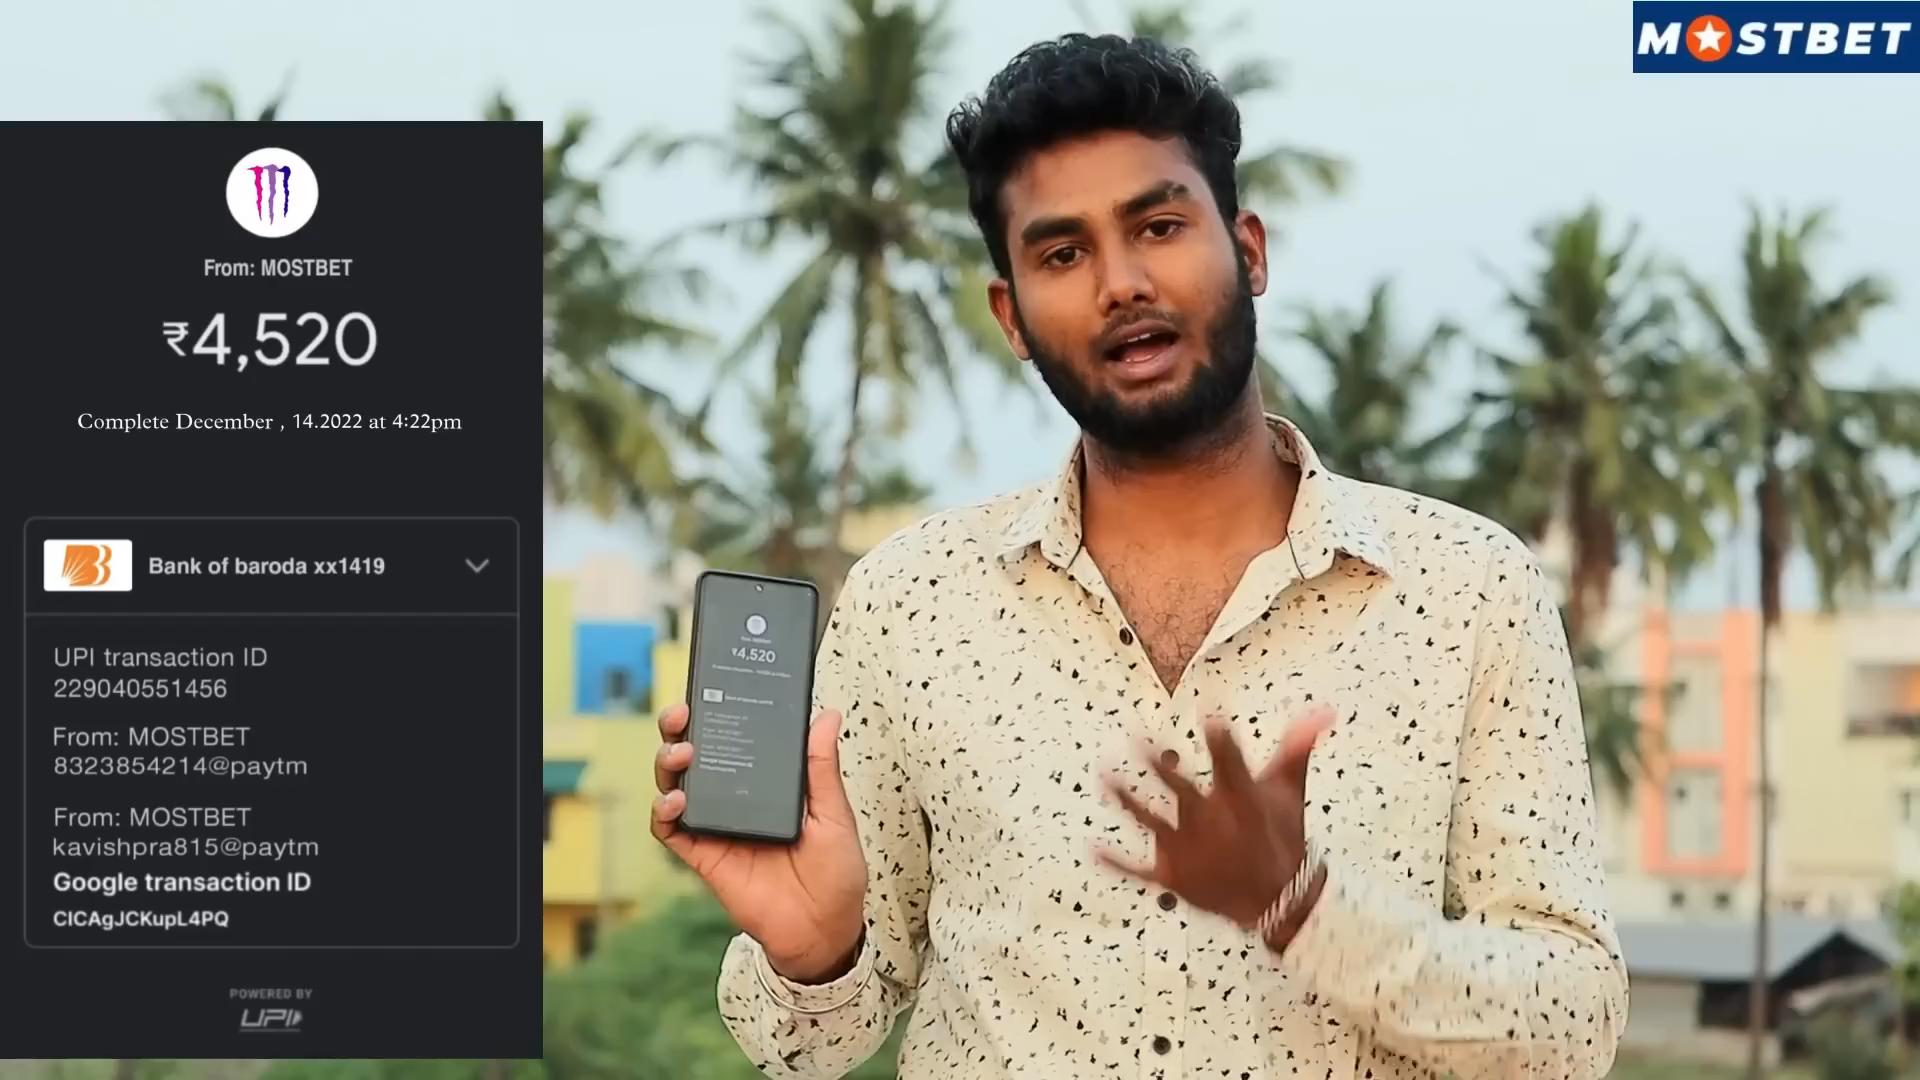 MOSTBET
From: MOSTBET
₹4,520
Complete December , 14.2022 at 4:22pm
Bank of baroda xx1419
UPI transaction ID
229040551456
From: MOSTBET
8323854214@paytm
From: MOSTBET
kavishpra815@paytm
Google transaction ID
CICAgJCKupL4PQ
POWERED BY
UPI
₹4,520